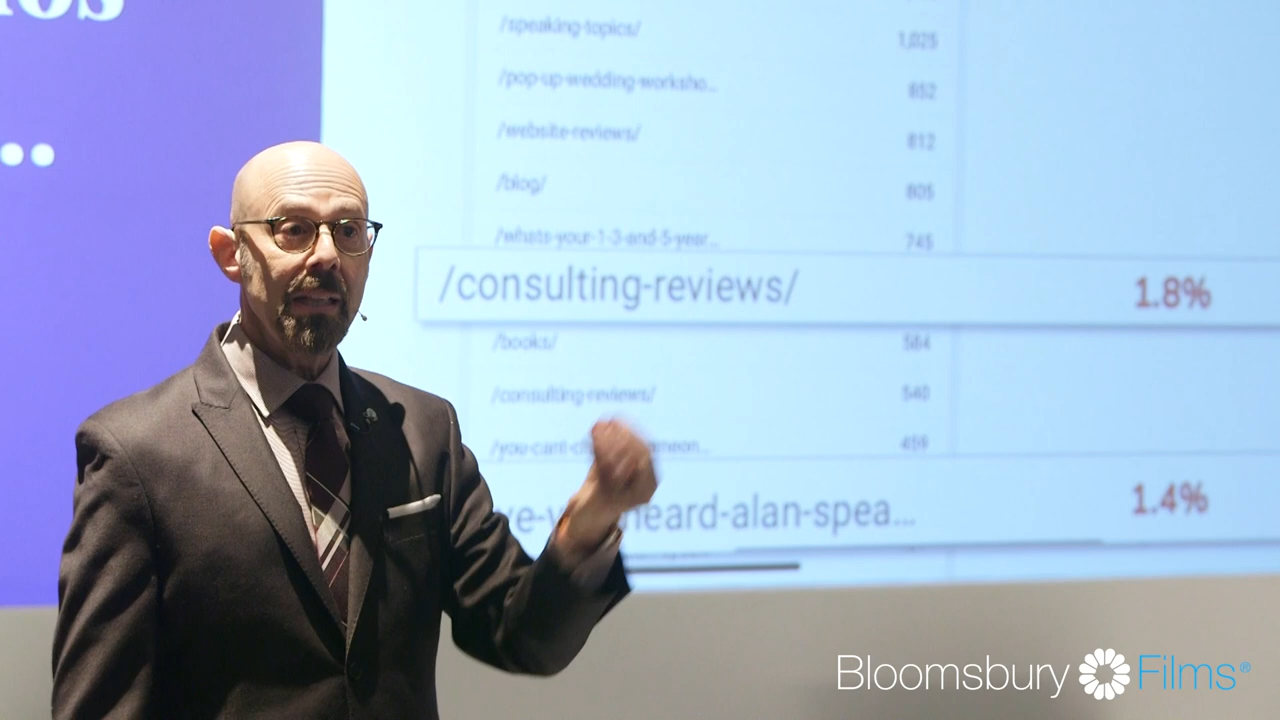 /speaking-topics/ 1,025
/pop-up-wedding-worksho... 852
/website-reviews/ 812
/blog/ 805
/whats-your-1-3-and-5-year... 745
/consulting-reviews/ 1.8%
/books/ 584
/consulting-reviews/ 540
/you-cant- 459
heard-alan-spea... 1.4%
Bloomsbury Films®